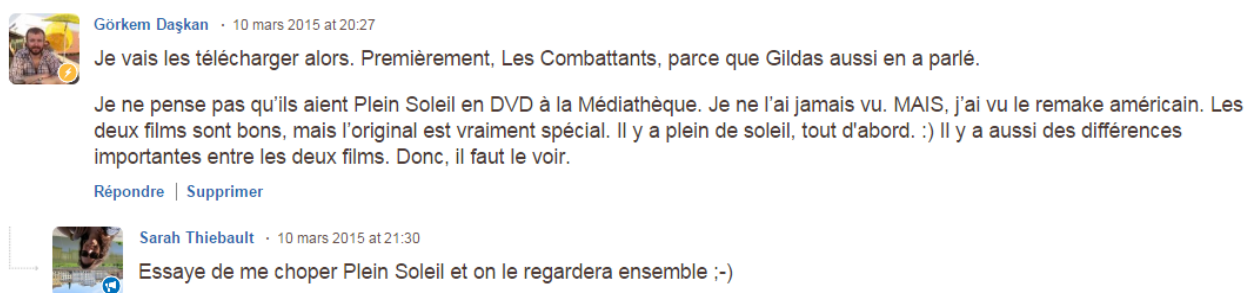 Görkem Daşkan · 10 mars 2015 at 20:27
Je vais les télécharger alors. Premièrement, Les Combattants, parce que Gildas aussi en a parlé.
Je ne pense pas qu'ils aient Plein Soleil en DVD à la Médiathèque. Je ne l'ai jamais vu. MAIS, j'ai vu le remake américain. Les
deux films sont bons, mais l'original est vraiment spécial. Il y a plein de soleil, tout d'abord. :) Il y a aussi des différences
importantes entre les deux films. Donc, il faut le voir.
Répondre | Supprimer
Sarah Thiebault · 10 mars 2015 at 21:30
Essaye de me choper Plein Soleil et on le regardera ensemble ;-)